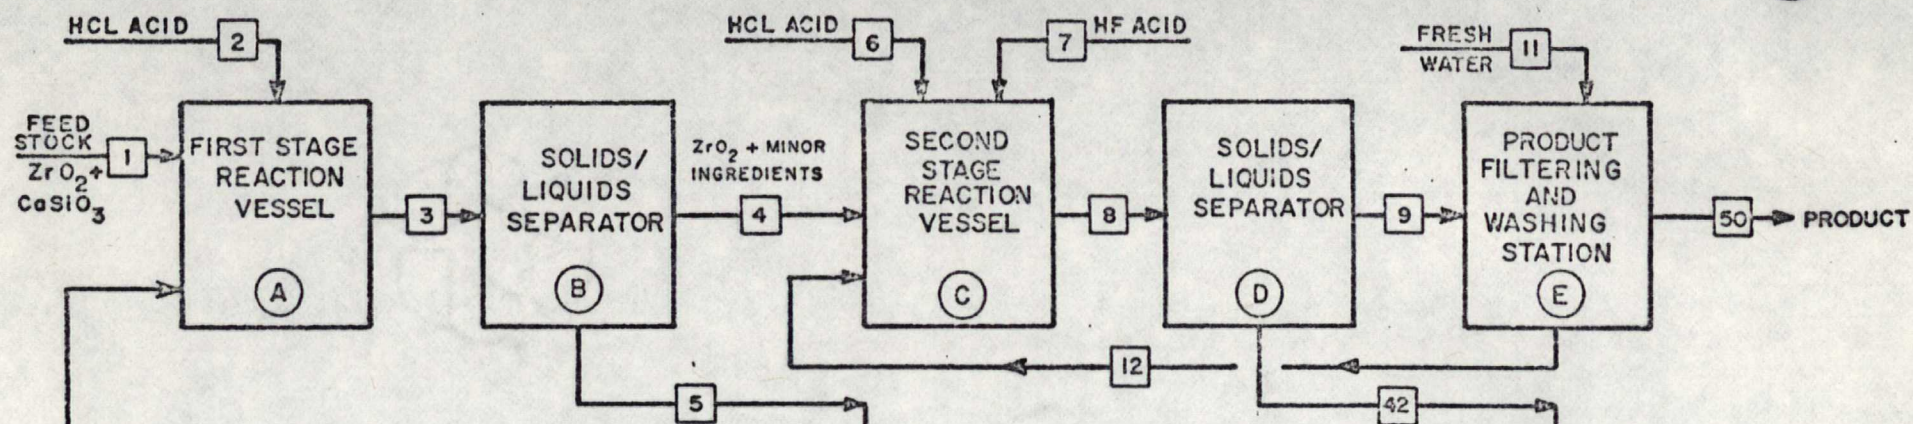 HCL ACID
2
FEED
STOCK
1
ZrO2+
CaSiO3
FIRST STAGE
REACTION
VESSEL
A
3
SOLIDS/
LIQUIDS
SEPARATOR
B
ZrO2 + MINOR
INGREDIENTS
4
5
HCL ACID
6
7
HF ACID
SECOND
STAGE
REACTION
VESSEL
C
8
SOLIDS/
LIQUIDS
SEPARATOR
D
9
12
42
FRESH
WATER
11
PRODUCT
FILTERING
AND
WASHING
STATION
E
50
PRODUCT